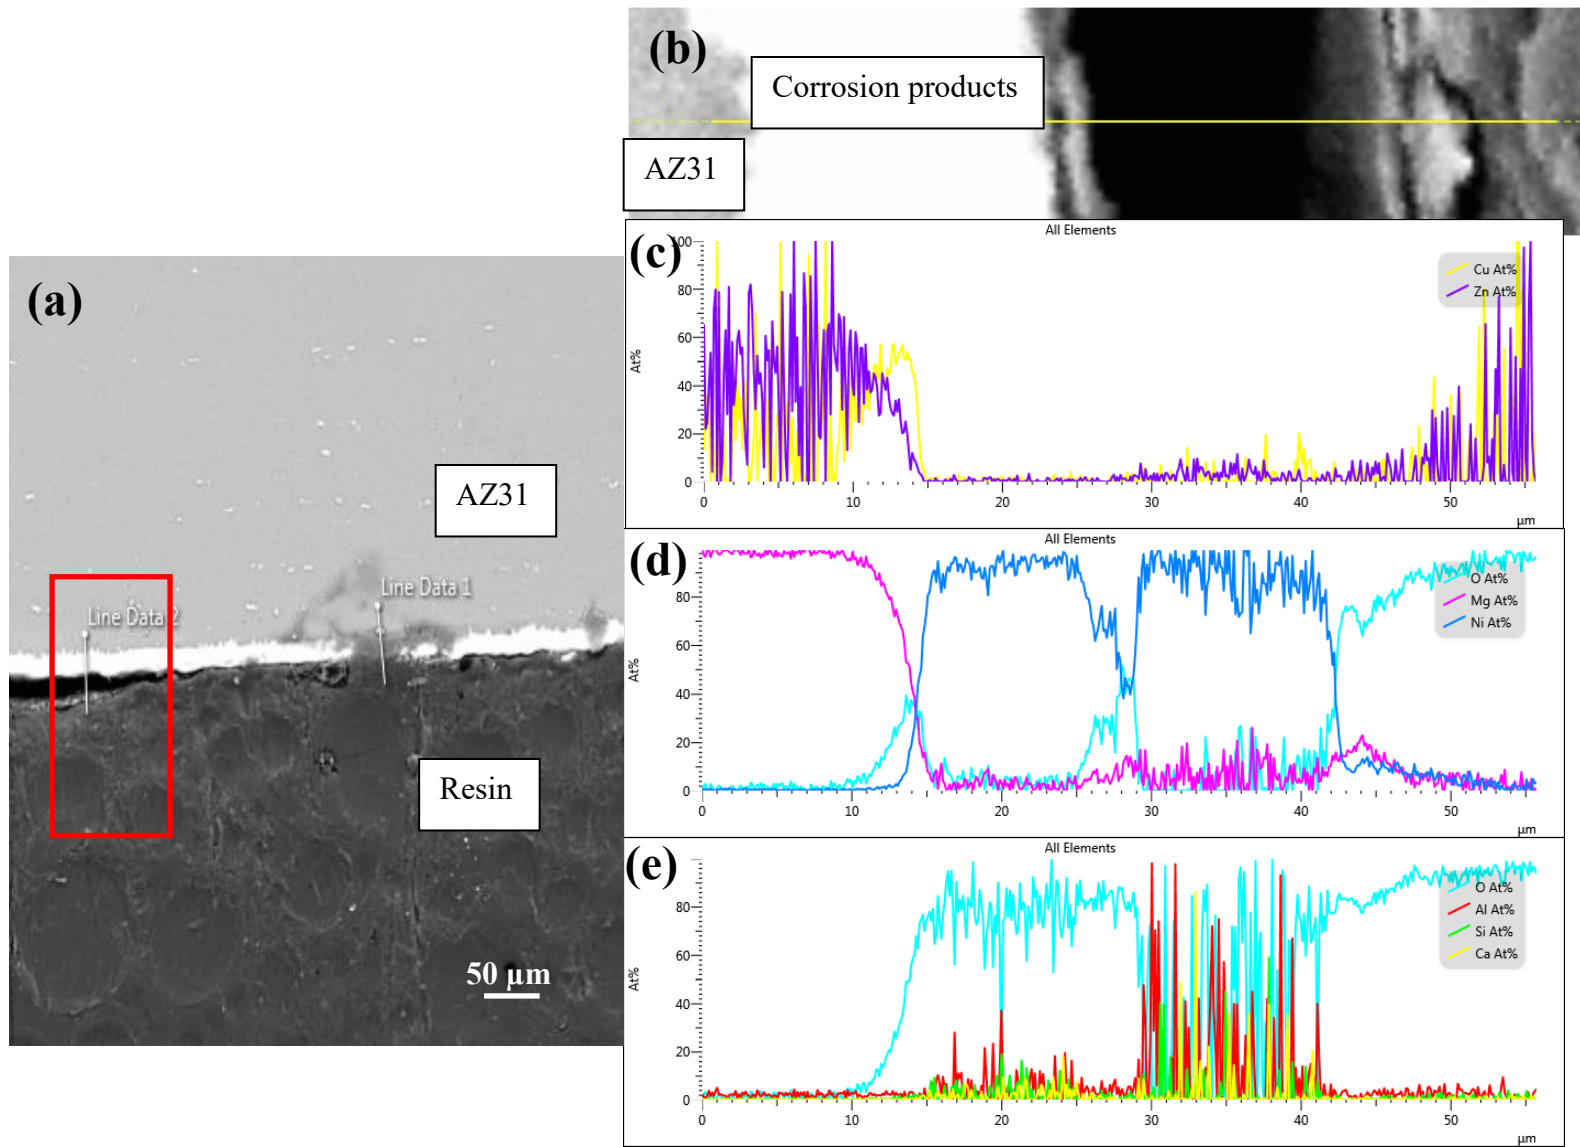 (b)
Corrosion products
AZ31
(a)
AZ31
Line Data 2
Line Data 1
Resin
50 µm
(c)
All Elements
Cu At%
Zn At%
At%
100
80
60
40
20
0
0 10 20 30 40 50
µm
(d)
All Elements
O At%
Mg At%
Ni At%
At%
80
60
40
20
0
0 10 20 30 40 50
µm
(e)
All Elements
O At%
Al At%
Si At%
Ca At%
At%
80
60
40
20
0
0 10 20 30 40 50
µm